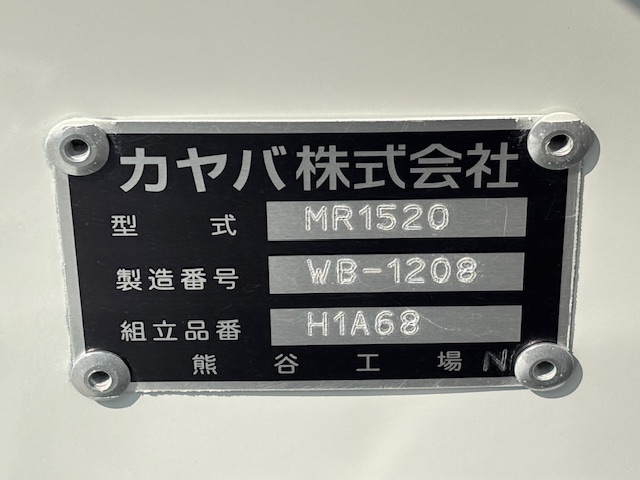 カヤバ株式会社
型式 MR1520
製造番号 WB-1208
組立品番 H1A68
熊谷工場